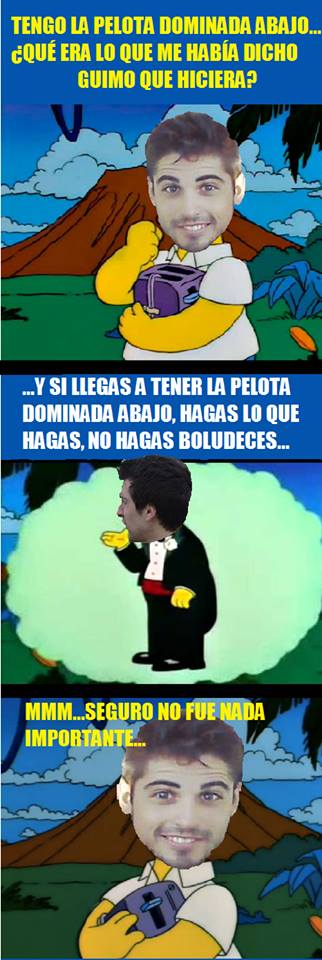 TENGO LA PELOTA DOMINADA ABAJO...
¿QUÉ ERA LO QUE ME HABÍA DICHO
GUIMO QUE HICIERA?
...Y SI LLEGAS A TENER LA PELOTA
DOMINADA ABAJO, HAGAS LO QUE
HAGAS, NO HAGAS BOLUDECES...
MMM...SEGURO NO FUE NADA
IMPORTANTE...